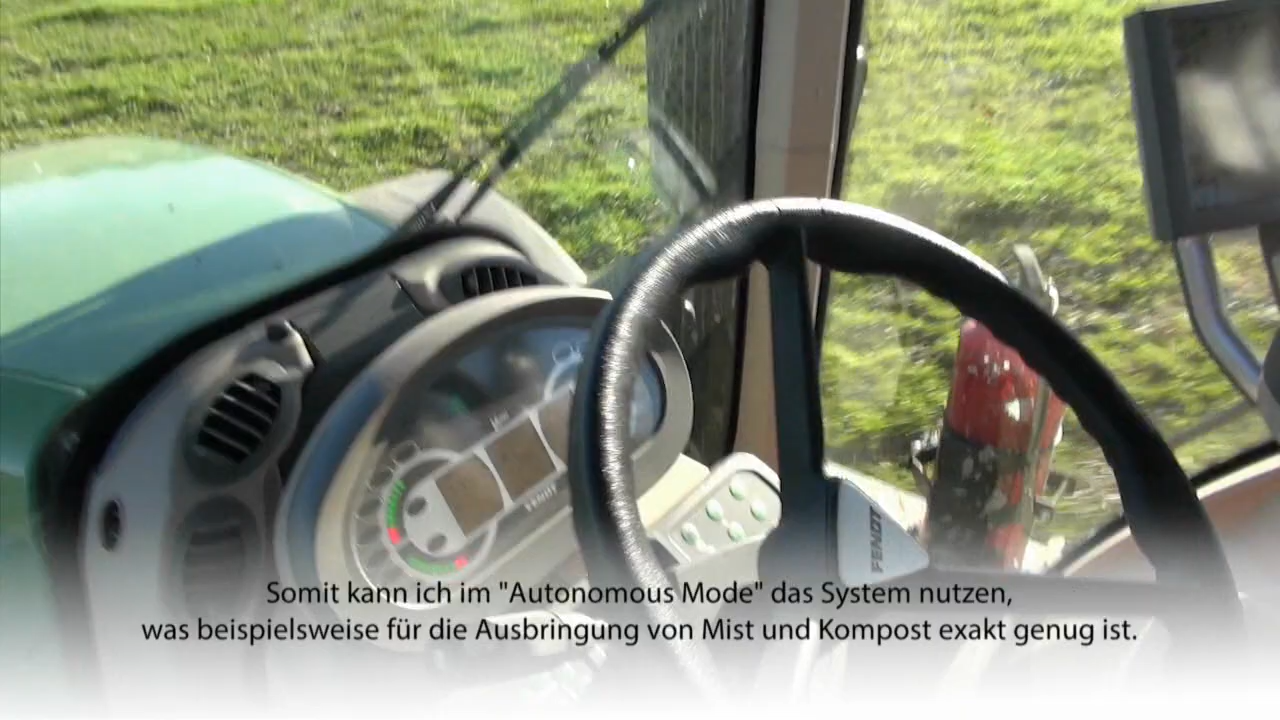 FENDT
FENDT
Somit kann ich im "Autonomous Mode" das System nutzen,
was beispielsweise für die Ausbringung von Mist und Kompost exakt genug ist.